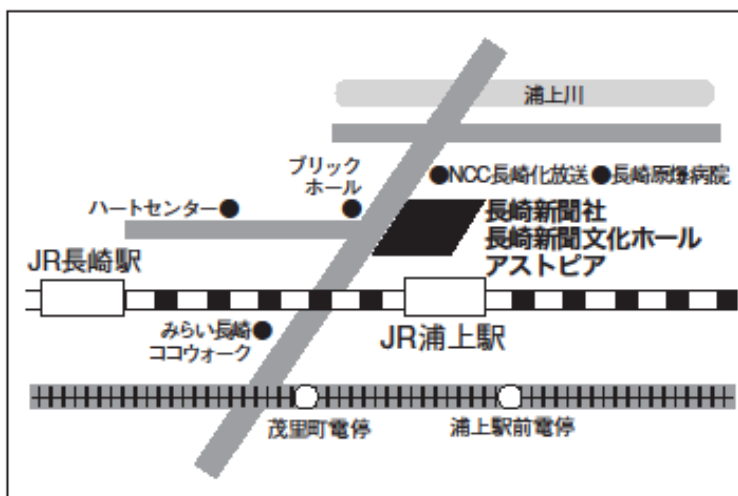 浦上川
ブリック
ホール
●NCC長崎化放送 ●長崎原爆病院
ハートセンター●
長崎新聞社
長崎新聞文化ホール
アストピア
JR長崎駅
みらい長崎
ココウォーク
JR浦上駅
茂里町電停
浦上駅前電停